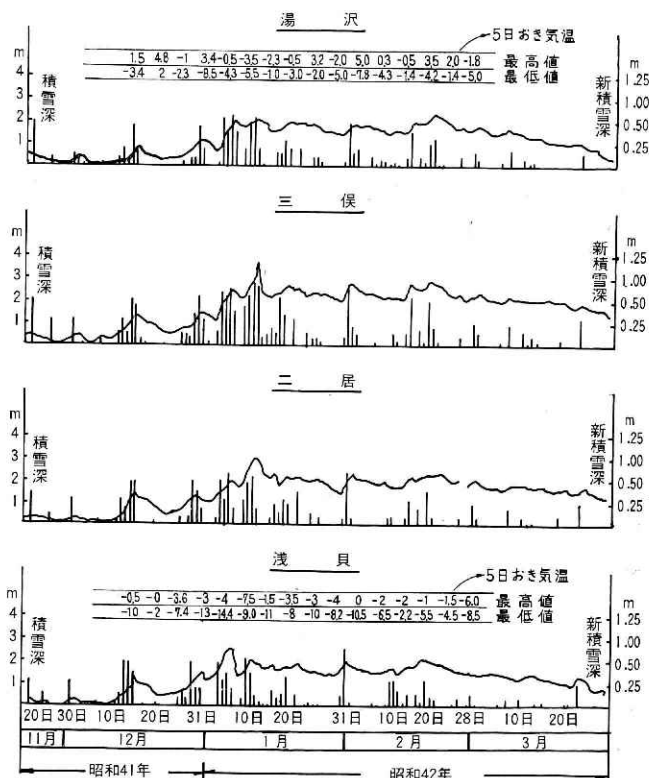 湯 沢
5日おき気温
1.5 4.8 -1 3.4 -0.5 -3.5 -2.3 -0.5 3.2 -2.0 5.0 0.3 -0.5 3.5 2.0 -1.8 最高値
-3.4 2 -2.3 -8.5 -4.3 -5.5 -1.0 -3.0 -2.0 -5.0 -7.8 -4.3 -1.4 -4.2 -1.4 -5.0 最低値
m
4
3
2
1
積雪深
新積雪深
m
1.25
1.00
0.50
0.25
三 俣
m
4
3
2
1
積雪深
新積雪深
m
1.25
1.00
0.50
0.25
二 居
m
4
3
2
1
積雪深
新積雪深
m
1.25
1.00
0.50
0.25
浅 貝
5日おき気温
-0.5 -0 -3.6 -3 -4 -7.5 -1.5 -3.5 -3 -4 0 -2 -2 -1 -1.5 -6.0 最高値
-10 -2 -7.4 -13 -14.4 -9.0 -11 -8 -10 -8.2 -10.5 -6.5 -2.2 -5.5 -4.5 -8.5 最低値
m
4
3
2
1
積雪深
新積雪深
m
1.25
1.00
0.50
0.25
20日 30日 10日 20日 31日 10日 20日 31日 10日 20日 28日 10日 20日
11月 12月 1月 2月 3月
昭和41年 昭和42年